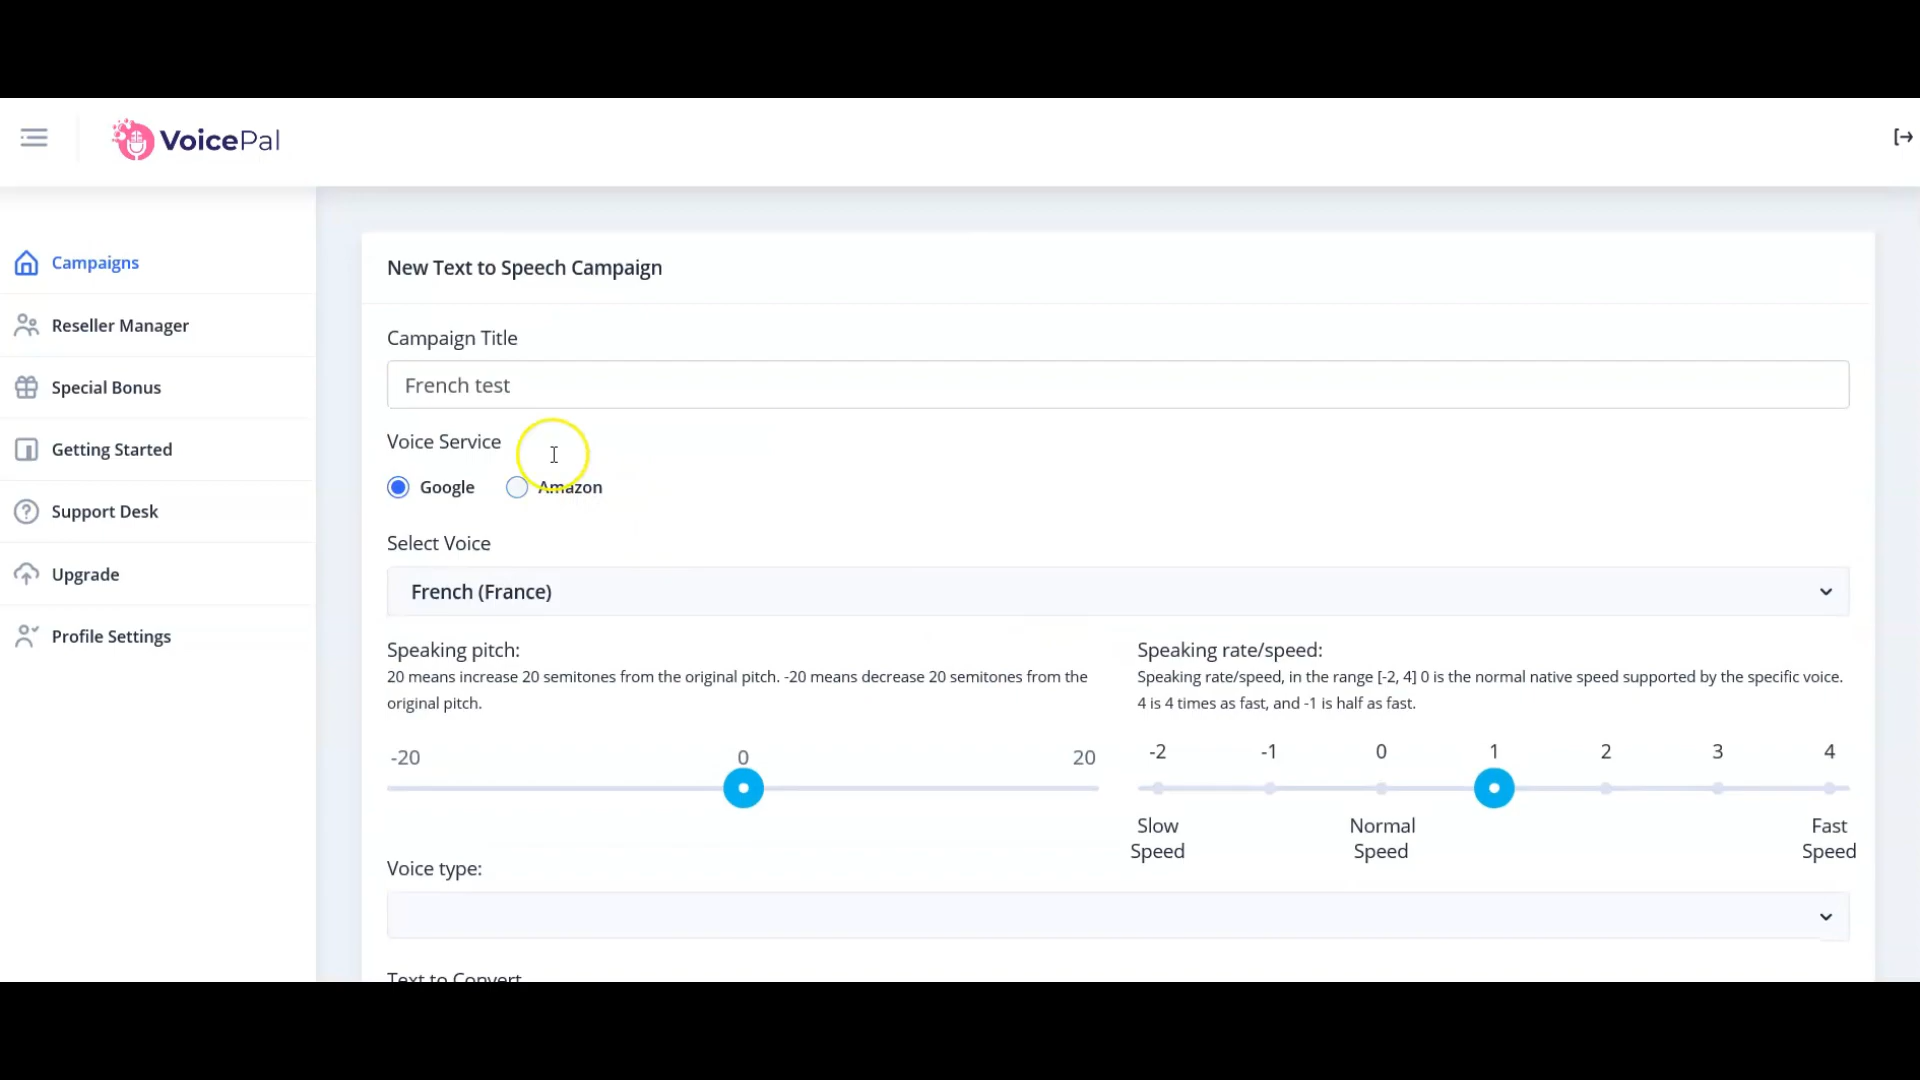 VoicePal
Campaigns
Reseller Manager
Special Bonus
Getting Started
Support Desk
Upgrade
Profile Settings
New Text to Speech Campaign
Campaign Title
French test
Voice Service
Google
Amazon
Select Voice
French (France)
Speaking pitch:
20 means increase 20 semitones from the original pitch. -20 means decrease 20 semitones from the
original pitch.
-20 0 20
Speaking rate/speed:
Speaking rate/speed, in the range [-2, 4] 0 is the normal native speed supported by the specific voice.
4 is 4 times as fast, and -1 is half as fast.
-2 -1 0 1 2 3 4
Slow Normal Fast
Speed Speed Speed
Voice type:
Text to Convert